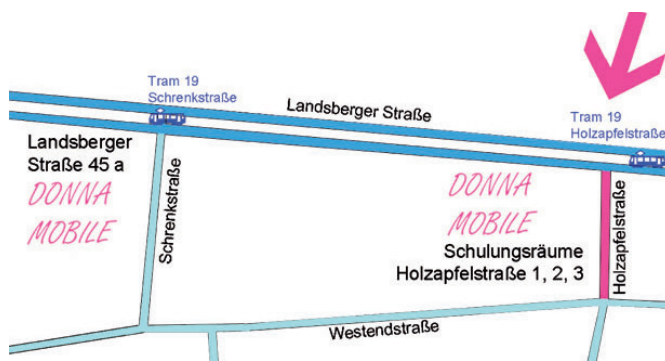 Tram 19
Schrenkstraße
Landsberger Straße
Tram 19
Holzapfelstraße
Landsberger
Straße 45 a
DONNA
MOBILE
Schrenkstraße
DONNA
MOBILE
Schulungsräume
Holzapfelstraße 1, 2, 3
Holzapfelstraße
Westendstraße